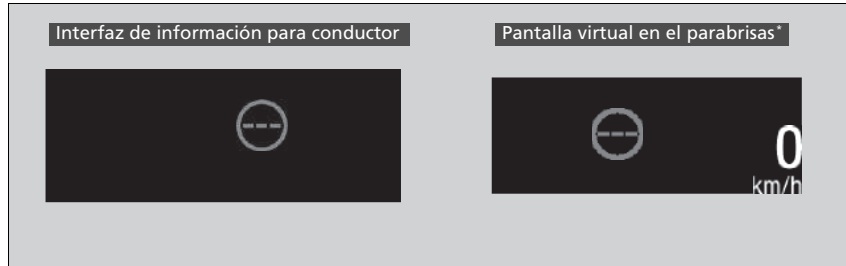 Interfaz de información para conductor
Pantalla virtual en el parabrisas*
---
---
0
km/h